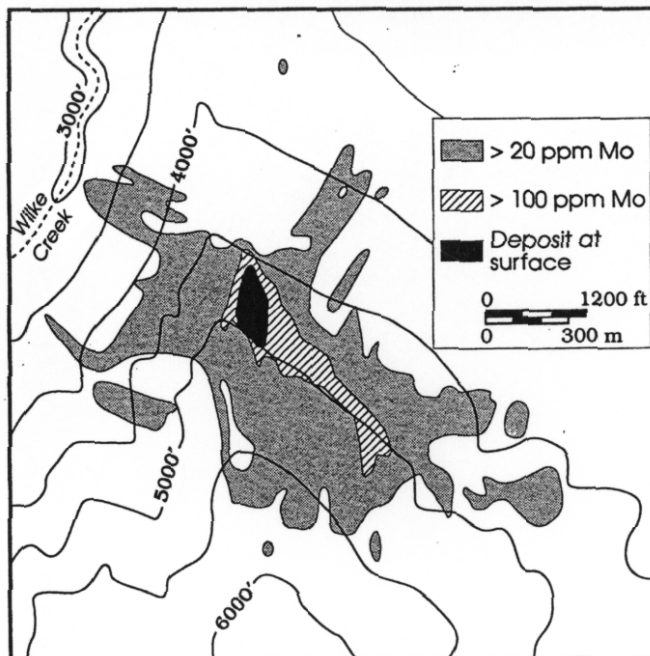 3000'
4000'
Wilke
Creek
> 20 ppm Mo
> 100 ppm Mo
Deposit at
surface
0 1200 ft
0 300 m
5000'
6000'